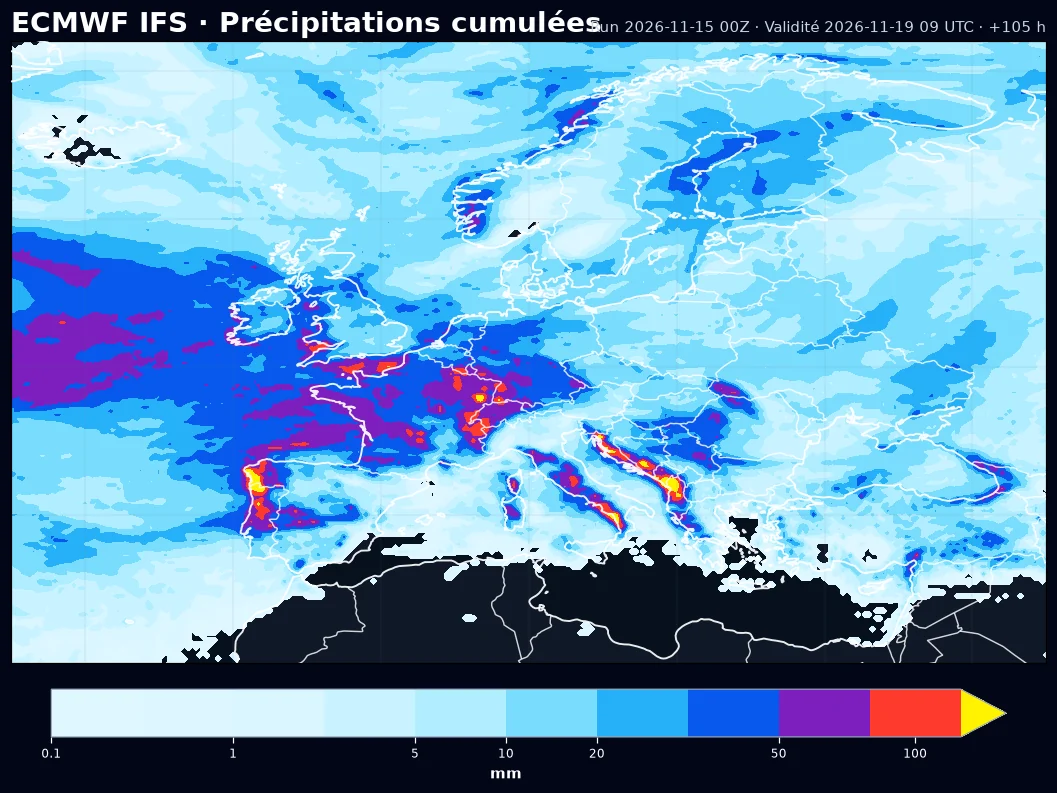 ECMWF IFS · Précipitations cumulées
Run 2026-11-15 00Z · Validité 2026-11-19 09 UTC · +105 h
0.1 1 5 10 20 50 100
mm